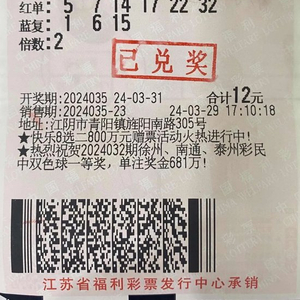 红单: 5 7 14 17 22 32
蓝复: 1 6 15
倍数: 2
已兑奖
开奖期: 2024035 24-03-31 合计12元
销售期: 2024035-23 24-03-29 17:10:18
地址: 江阴市青阳镇旌阳南路305号
★快乐8选二800万元赠票活动火热进行中!
★热烈祝贺2024032期徐州、南通、泰州彩民
中双色球一等奖，单注奖金681万!
江苏省福利彩票发行中心承销